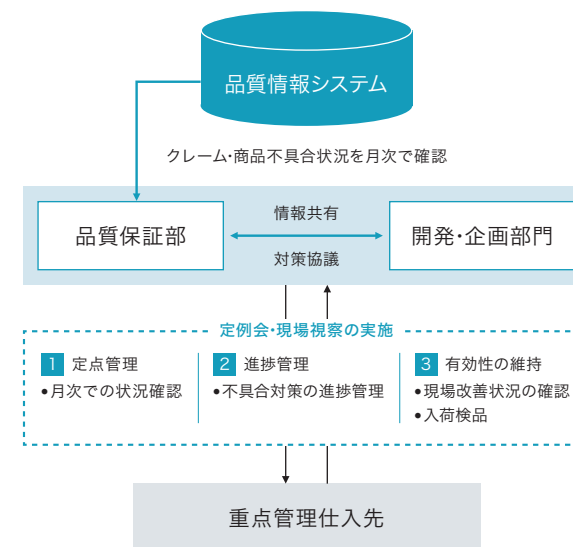 品質情報システム
クレーム・商品不具合状況を月次で確認
品質保証部
情報共有
対策協議
開発・企画部門
定例会・現場視察の実施
1 定点管理
●月次での状況確認
2 進捗管理
●不具合対策の進捗管理
3 有効性の維持
●現場改善状況の確認
●入荷検品
重点管理仕入先